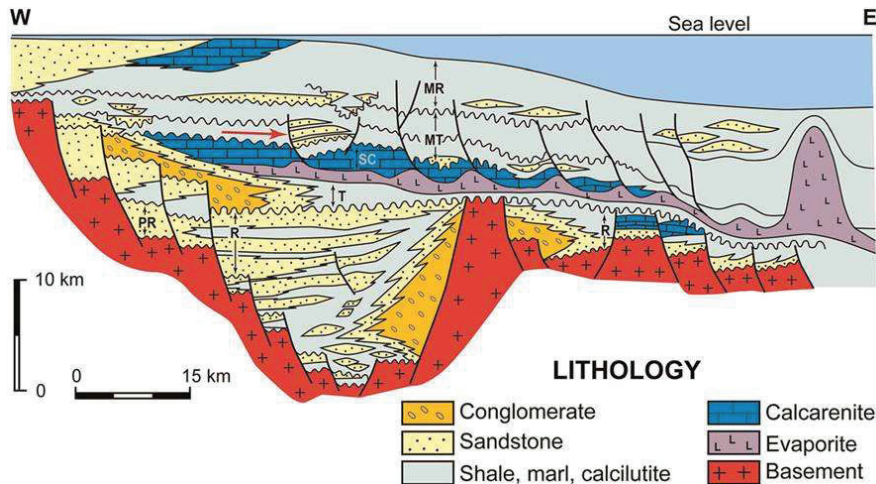 W
Sea level
E
MR
MT
SC
T
PR
R
R
10 km
0
0
15 km
LITHOLOGY
Conglomerate
Calcarenite
Sandstone
Evaporite
Shale, marl, calcilutite
Basement